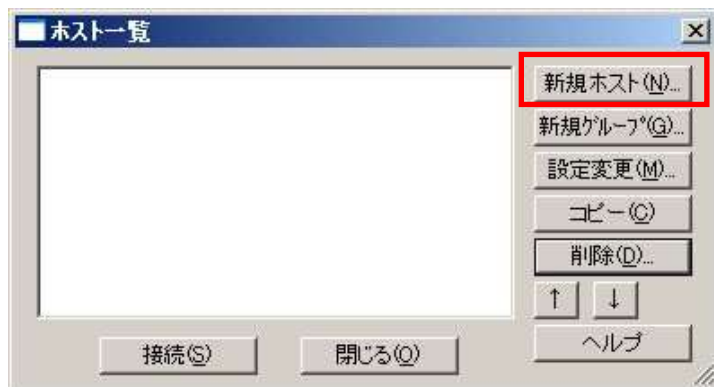 ホスト一覧
新規ホスト(N)...
新規ｸﾞﾙｰﾌﾟ(G)...
設定変更(M)...
コピー(C)
削除(D)...
↑ ↓
接続(S) 閉じる(O) ヘルプ